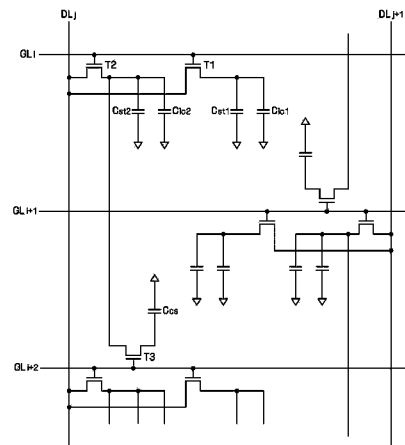 DLj
DLj+1
GLi
T2
T1
Cst2
Clc2
Cst1
Clc1
GLi+1
Ccs
T3
GLi+2